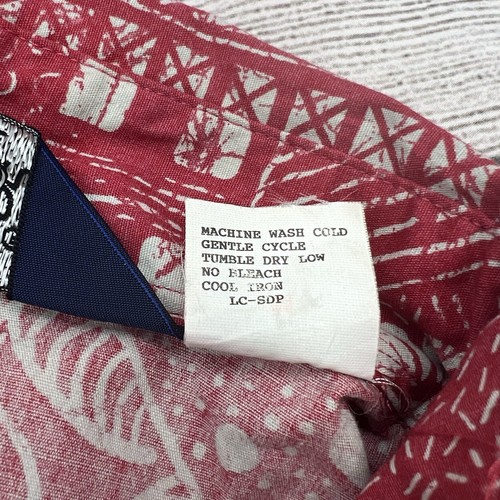 MACHINE WASH COLD
GENTLE CYCLE
TUMBLE DRY LOW
NO BLEACH
COOL IRON
LC-SDP